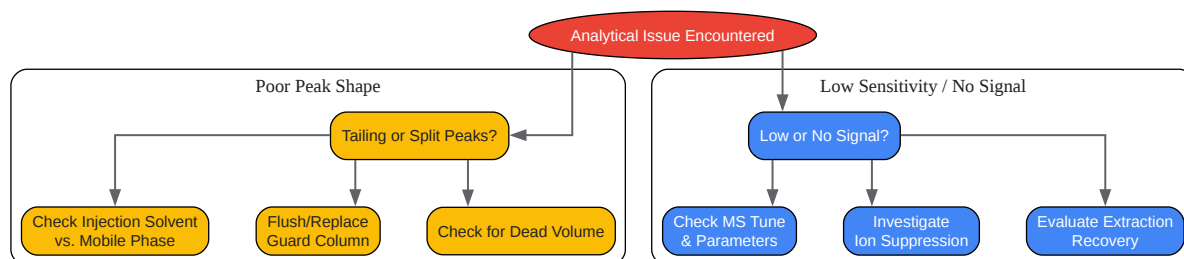 Analytical Issue Encountered
Poor Peak Shape
Low Sensitivity / No Signal
Tailing or Split Peaks?
Low or No Signal?
Check Injection Solvent
vs. Mobile Phase
Flush/Replace
Guard Column
Check for Dead Volume
Check MS Tune
& Parameters
Investigate
Ion Suppression
Evaluate Extraction
Recovery